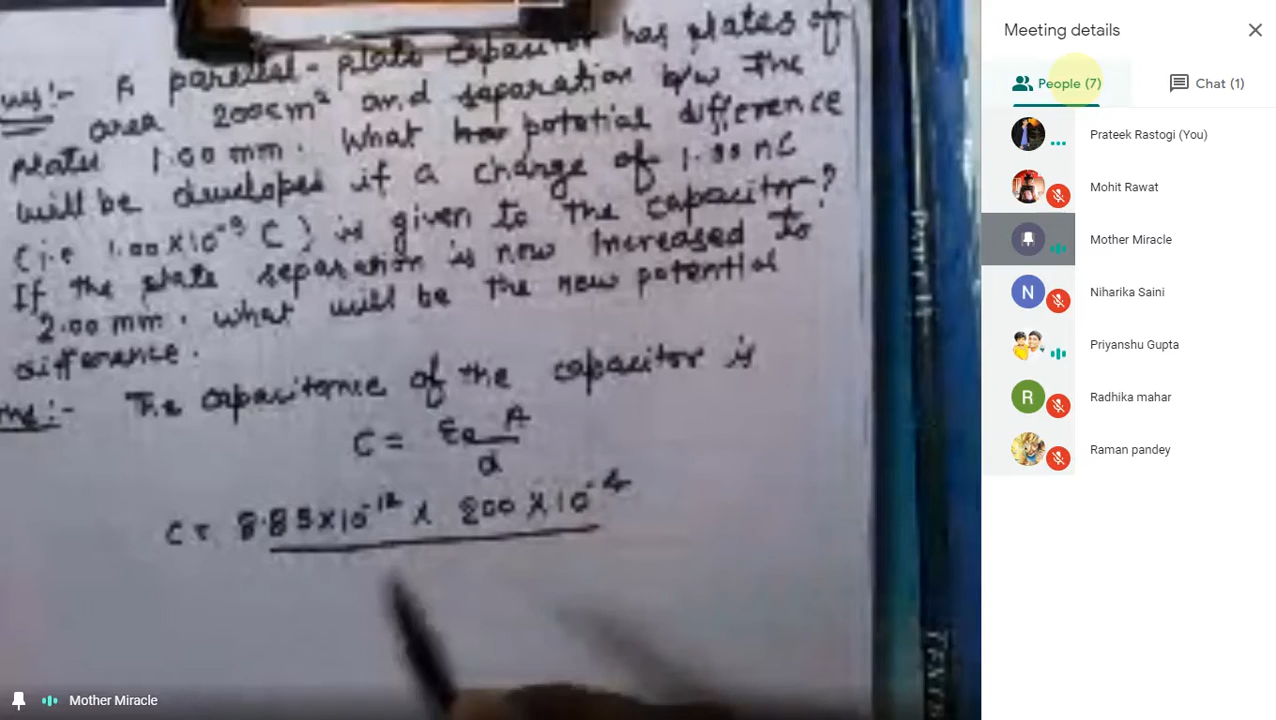 Ques:- A parallel-plate capacitor has plates of
area 200cm² and separation b/w the
plates 1.00 mm. What potential difference
will be developed if a charge of 1.00 nC
(i.e 1.00 X 10⁻⁹ C) is given to the capacitor?
If the plate separation is now Increased to
2.00 mm. what will be the new potential
difference.
Ans:- The capacitance of the capacitor is
C = ε₀ A
d
C = 8.85×10⁻¹² × 200 ×10⁻⁴
Mother Miracle
Meeting details
People (7)
Chat (1)
Prateek Rastogi (You)
Mohit Rawat
Mother Miracle
N
Niharika Saini
Priyanshu Gupta
R
Radhika mahar
Raman pandey